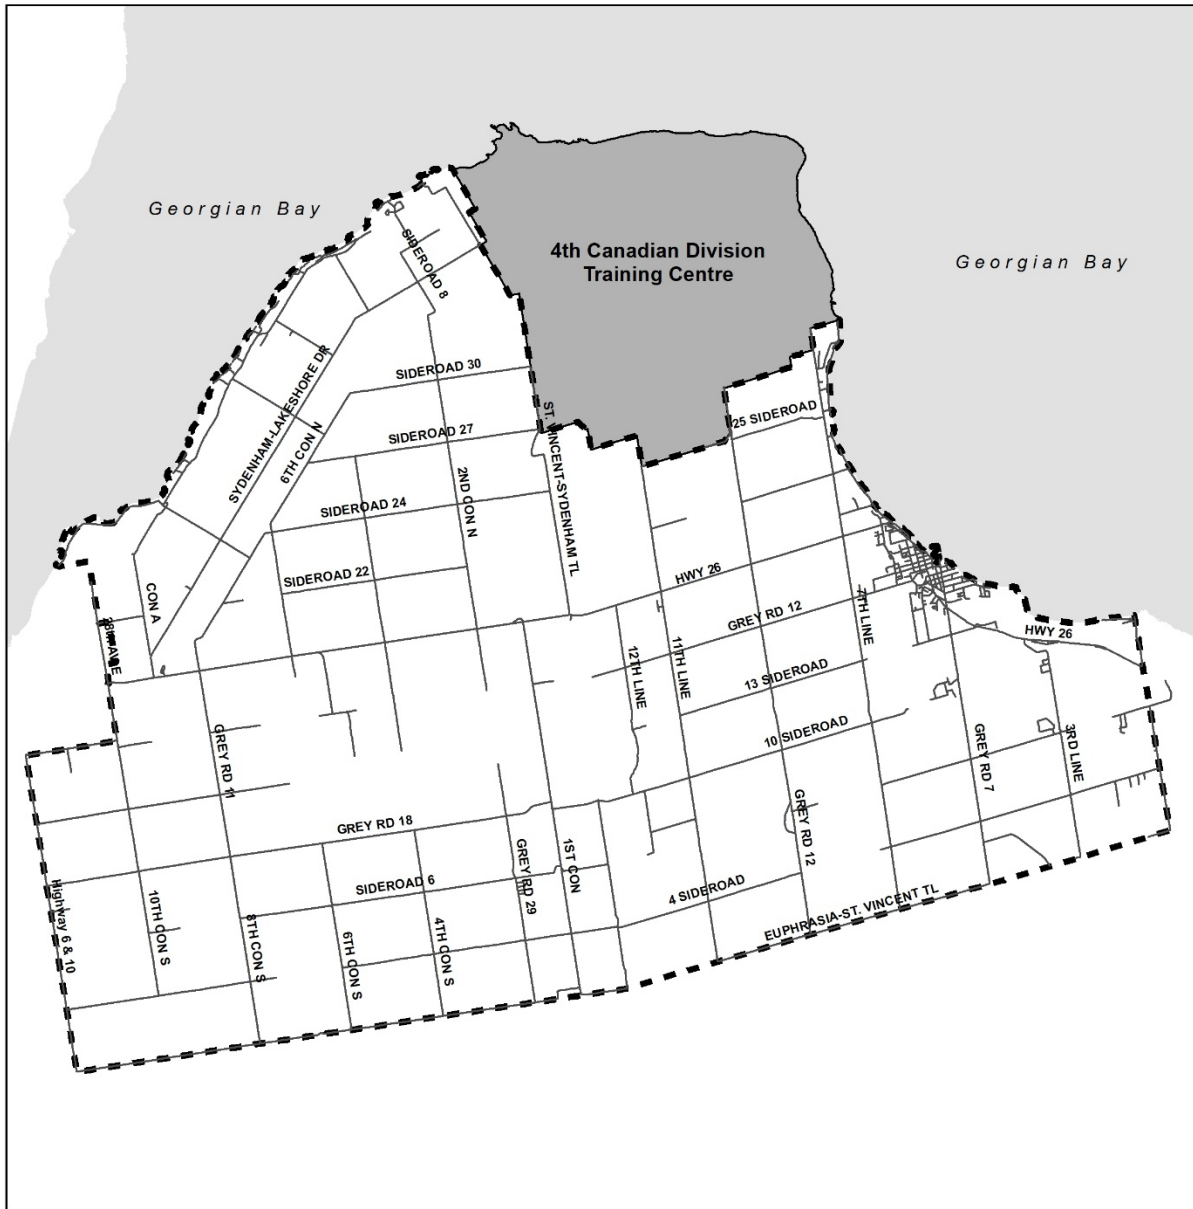 Georgian Bay
4th Canadian Division
Training Centre
Georgian Bay
SIDEROAD 8
SIDEROAD 30
SYDENHAM-LAKESHORE DR
6TH CON N
SIDEROAD 27
ST. VINCENT-SYDENHAM TL
25 SIDEROAD
2ND CON N
SIDEROAD 24
SIDEROAD 22
HWY 26
CON A
28TH AVE E
GREY RD 12
7TH LINE
HWY 26
12TH LINE
11TH LINE
13 SIDEROAD
10 SIDEROAD
GREY RD 11
GREY RD 7
3RD LINE
GREY RD 18
GREY RD 12
1ST CON
GREY RD 29
SIDEROAD 6
4 SIDEROAD
EUPHRASIA-ST. VINCENT TL
Highway 6 & 10
10TH CON S
8TH CON S
6TH CON S
4TH CON S